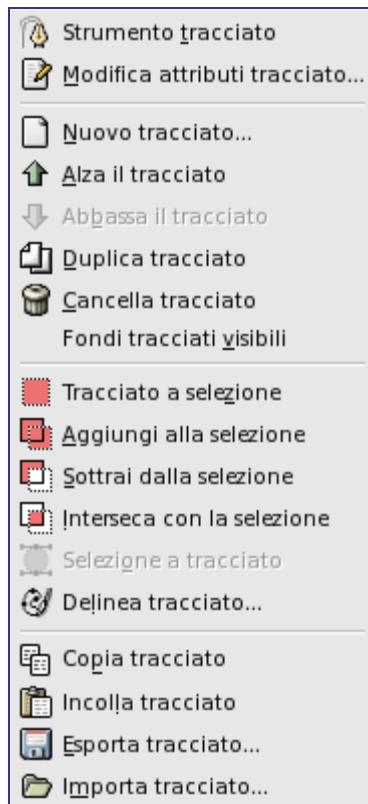 Strumento tracciato
Modifica attributi tracciato...
Nuovo tracciato...
Alza il tracciato
Abbassa il tracciato
Duplica tracciato
Cancella tracciato
Fondi tracciati visibili
Tracciato a selezione
Aggiungi alla selezione
Sottrai dalla selezione
Interseca con la selezione
Selezione a tracciato
Delinea tracciato...
Copia tracciato
Incolla tracciato
Esporta tracciato...
Importa tracciato...